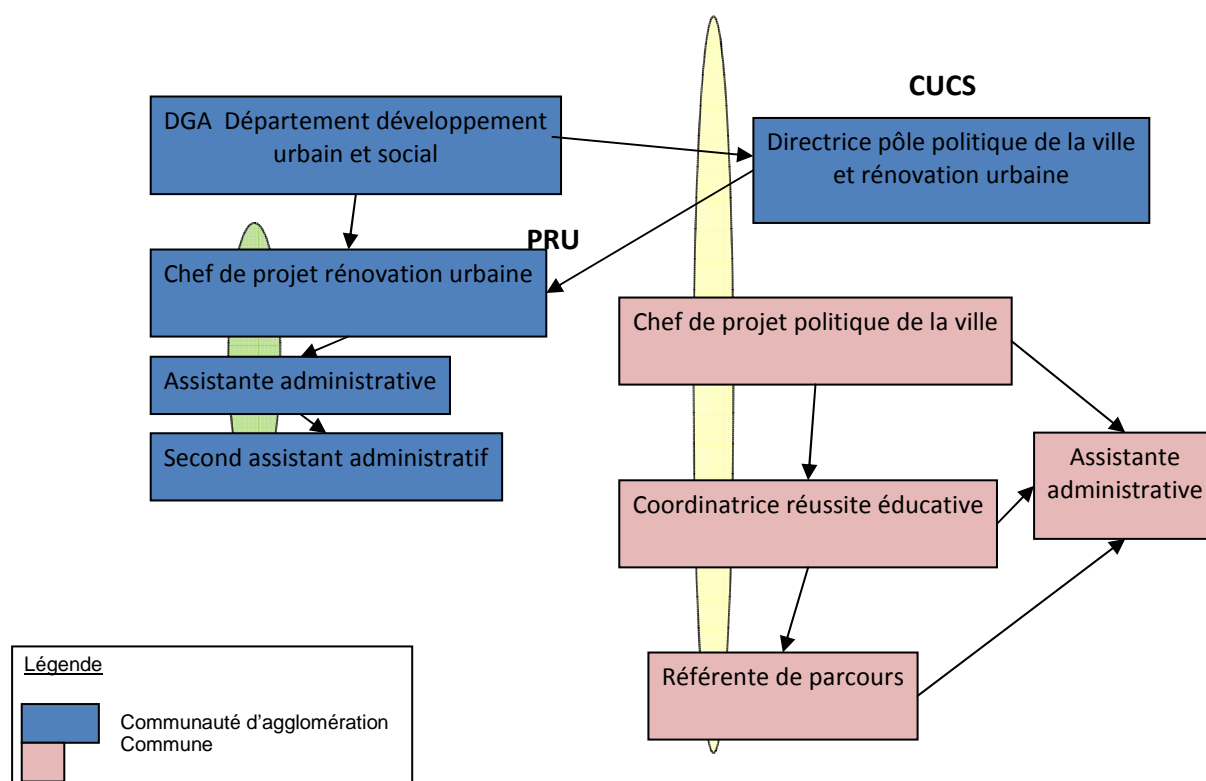 CUCS
DGA Département développement
urbain et social
Directrice pôle politique de la ville
et rénovation urbaine
PRU
Chef de projet rénovation urbaine
Chef de projet politique de la ville
Assistante administrative
Second assistant administratif
Assistante
administrative
Coordinatrice réussite éducative
Référente de parcours
Légende
Communauté d'agglomération
Commune